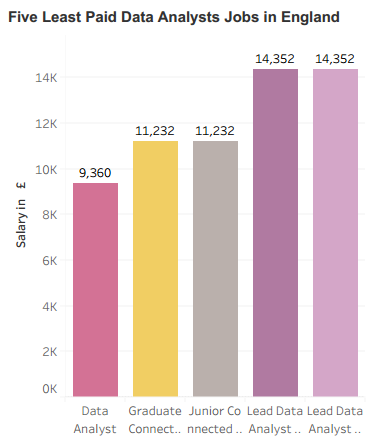 Five Least Paid Data Analysts Jobs in England
14,352 14,352
14K
12K
11,232 11,232
10K
9,360
8K
Salary in £
6K
4K
2K
0K
Data Graduate Junior Co Lead Data Lead Data
Analyst Connect.. nnected .. Analyst .. Analyst ..